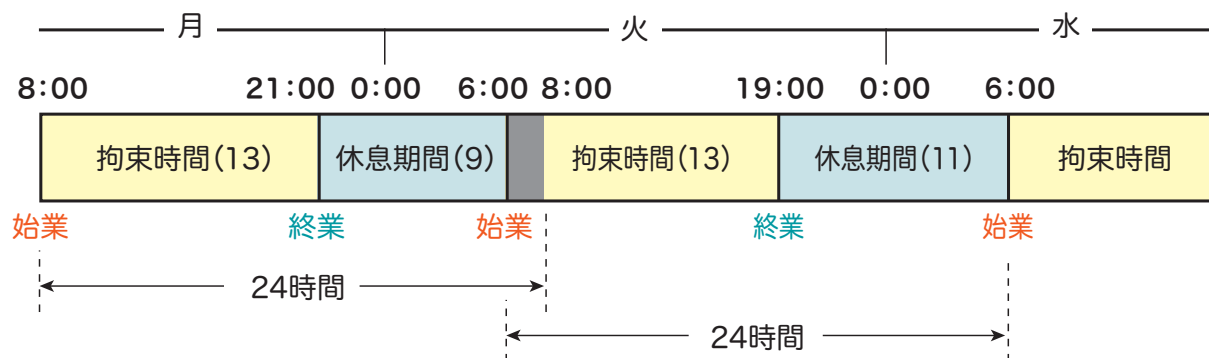 月 火 水
8:00 21:00 0:00 6:00 8:00 19:00 0:00 6:00
拘束時間(13) 休息期間(9) 拘束時間(13) 休息期間(11) 拘束時間
始業 終業 始業 終業 始業
24時間
24時間